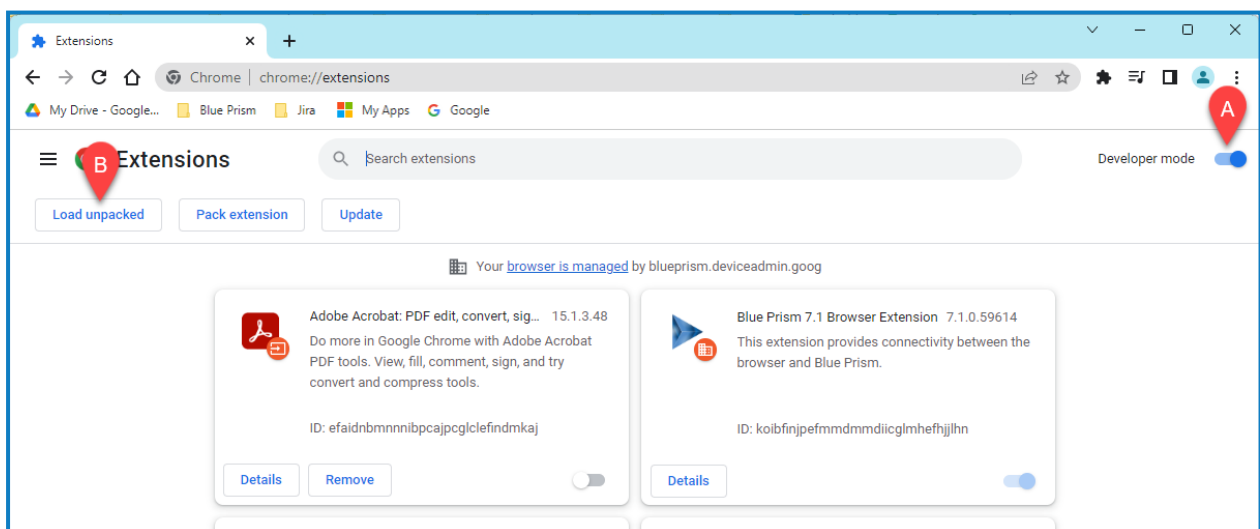 Extensions
Chrome | chrome://extensions
My Drive - Google... Blue Prism Jira My Apps G Google
A
B
Extensions
Search extensions
Developer mode
Load unpacked Pack extension Update
Your browser is managed by blueprism.deviceadmin.goog
Adobe Acrobat: PDF edit, convert, sig... 15.1.3.48
Do more in Google Chrome with Adobe Acrobat
PDF tools. View, fill, comment, sign, and try
convert and compress tools.
ID: efaidnbmnnnibpcajpcglclefindmkaj
Details Remove
Blue Prism 7.1 Browser Extension 7.1.0.59614
This extension provides connectivity between the
browser and Blue Prism.
ID: koibfinjpefmmdmmdiicglmhefhjjlhn
Details